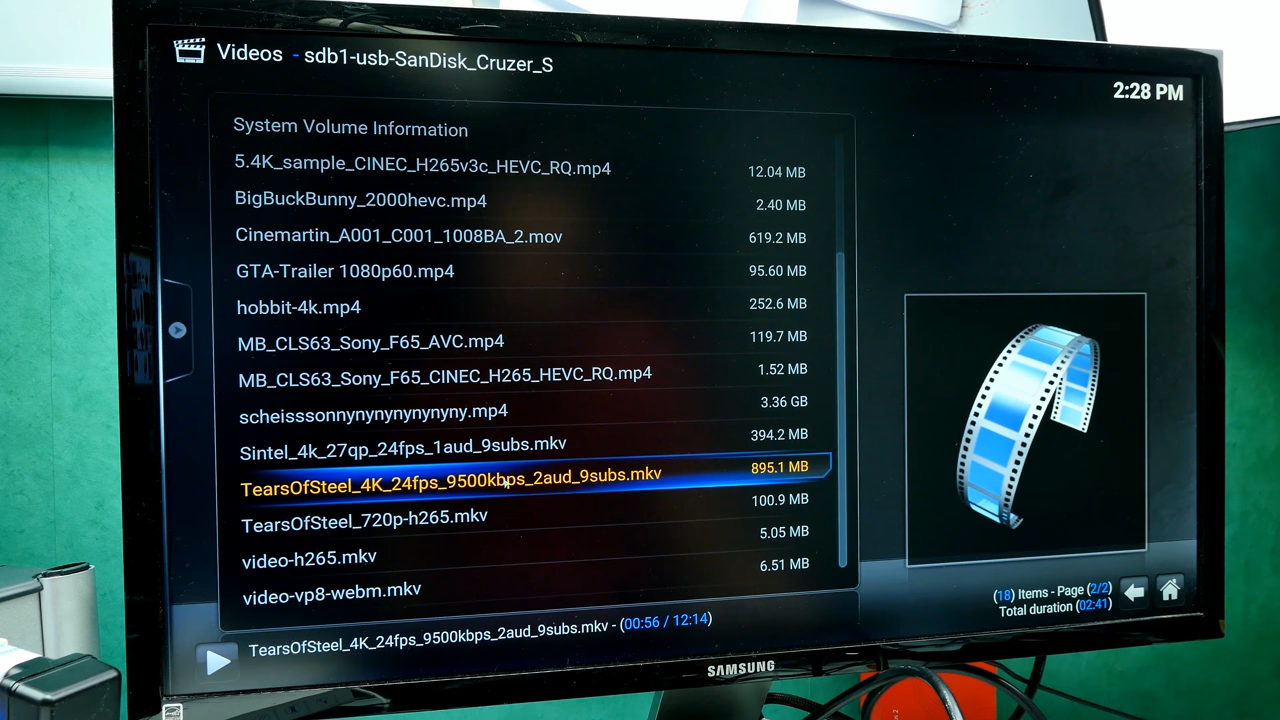 Videos - sdb1-usb-SanDisk_Cruzer_S
2:28 PM
System Volume Information
5.4K_sample_CINEC_H265v3c_HEVC_RQ.mp4 12.04 MB
BigBuckBunny_2000hevc.mp4 2.40 MB
Cinemartin_A001_C001_1008BA_2.mov 619.2 MB
GTA-Trailer 1080p60.mp4 95.60 MB
hobbit-4k.mp4 252.6 MB
MB_CLS63_Sony_F65_AVC.mp4 119.7 MB
MB_CLS63_Sony_F65_CINEC_H265_HEVC_RQ.mp4 1.52 MB
scheisssonnynynynynynyny.mp4 3.36 GB
Sintel_4k_27qp_24fps_1aud_9subs.mkv 394.2 MB
TearsOfSteel_4K_24fps_9500kbps_2aud_9subs.mkv 895.1 MB
TearsOfSteel_720p-h265.mkv 100.9 MB
video-h265.mkv 5.05 MB
video-vp8-webm.mkv 6.51 MB
(18) Items - Page (2/2)
Total duration (02:41)
TearsOfSteel_4K_24fps_9500kbps_2aud_9subs.mkv - (00:56 / 12:14)
SAMSUNG